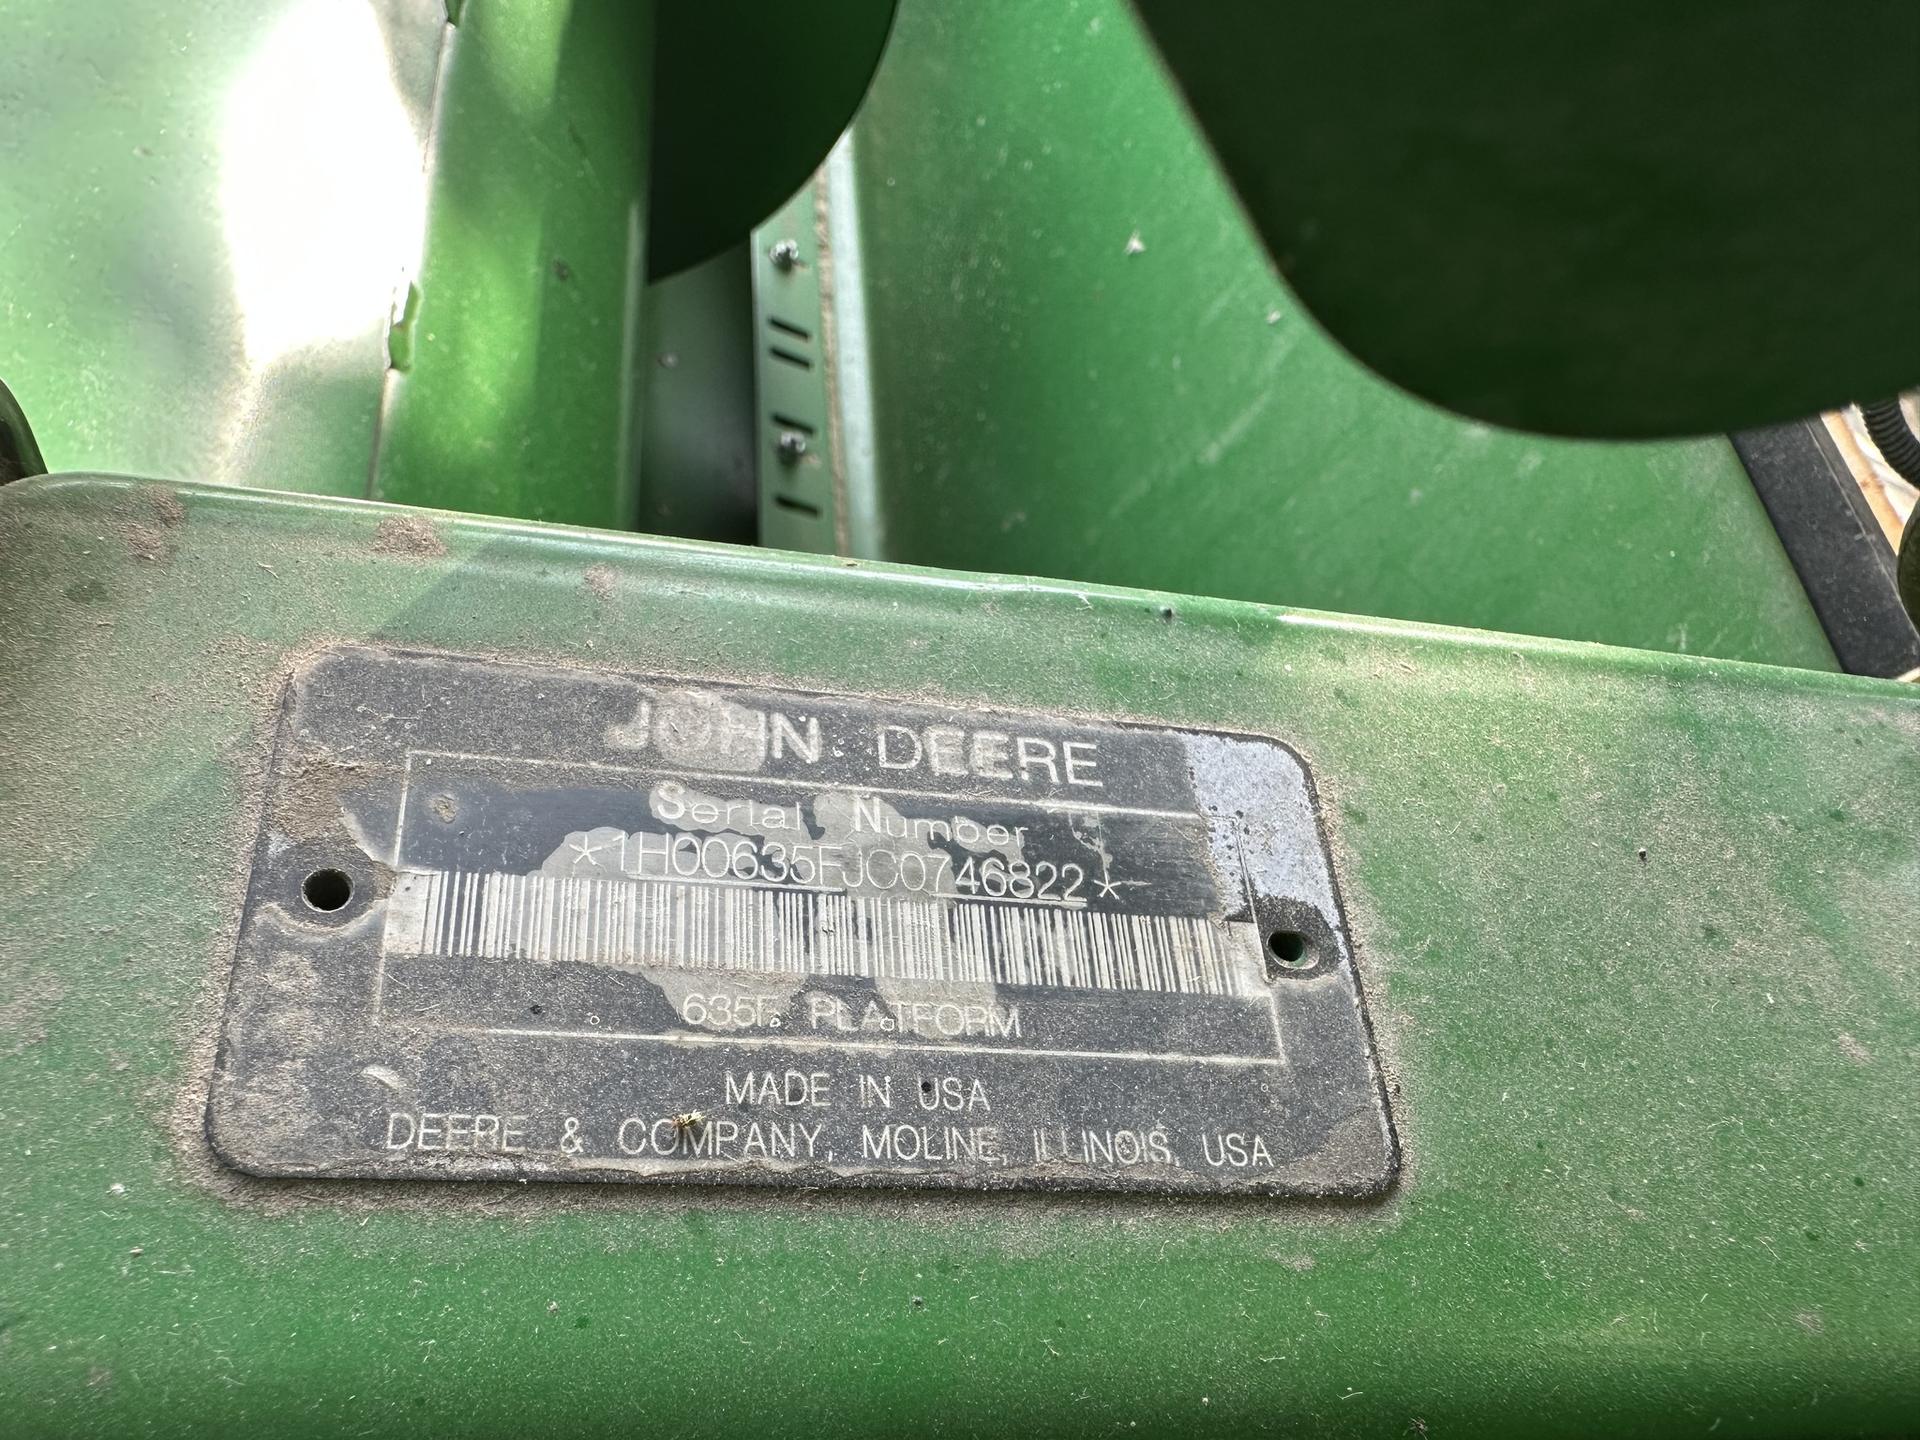 JOHN DEERE
Serial Number
*1H00635FJC0746822*
635F PLATFORM
MADE IN USA
DEERE & COMPANY, MOLINE, ILLINOIS, USA